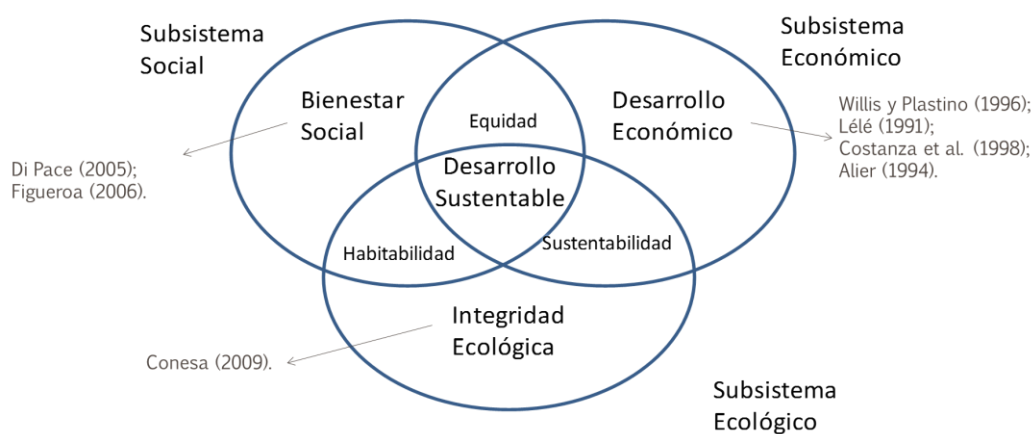 Subsistema
Social
Subsistema
Económico
Bienestar
Social
Equidad
Desarrollo
Económico
Willis y Plastino (1996);
Lélé (1991);
Costanza et al. (1998);
Alier (1994).
Di Pace (2005);
Figueroa (2006).
Desarrollo
Sustentable
Habitabilidad
Sustentabilidad
Integridad
Ecológica
Conesa (2009).
Subsistema
Ecológico